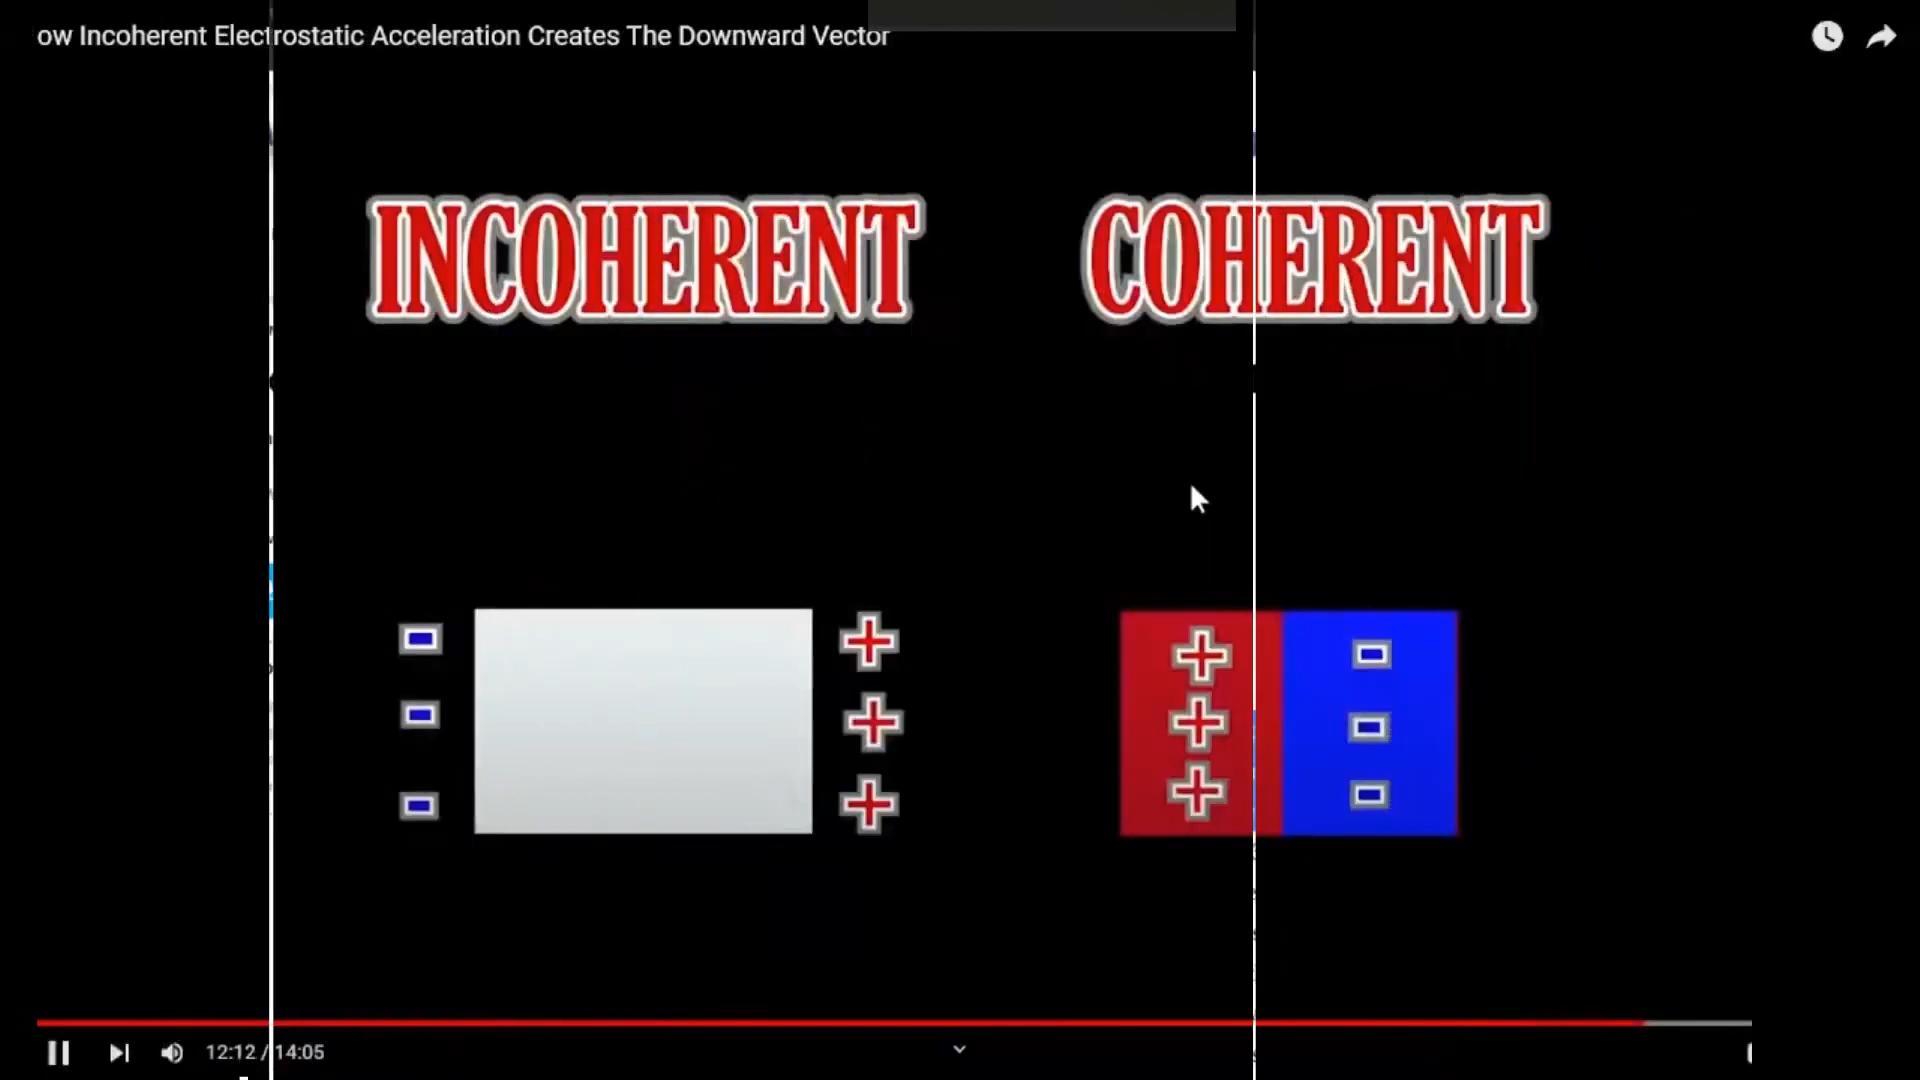 ow Incoherent Electrostatic Acceleration Creates The Downward Vector
INCOHERENT COHERENT
- + + -
- + + -
- + + -
12:12 / 14:05